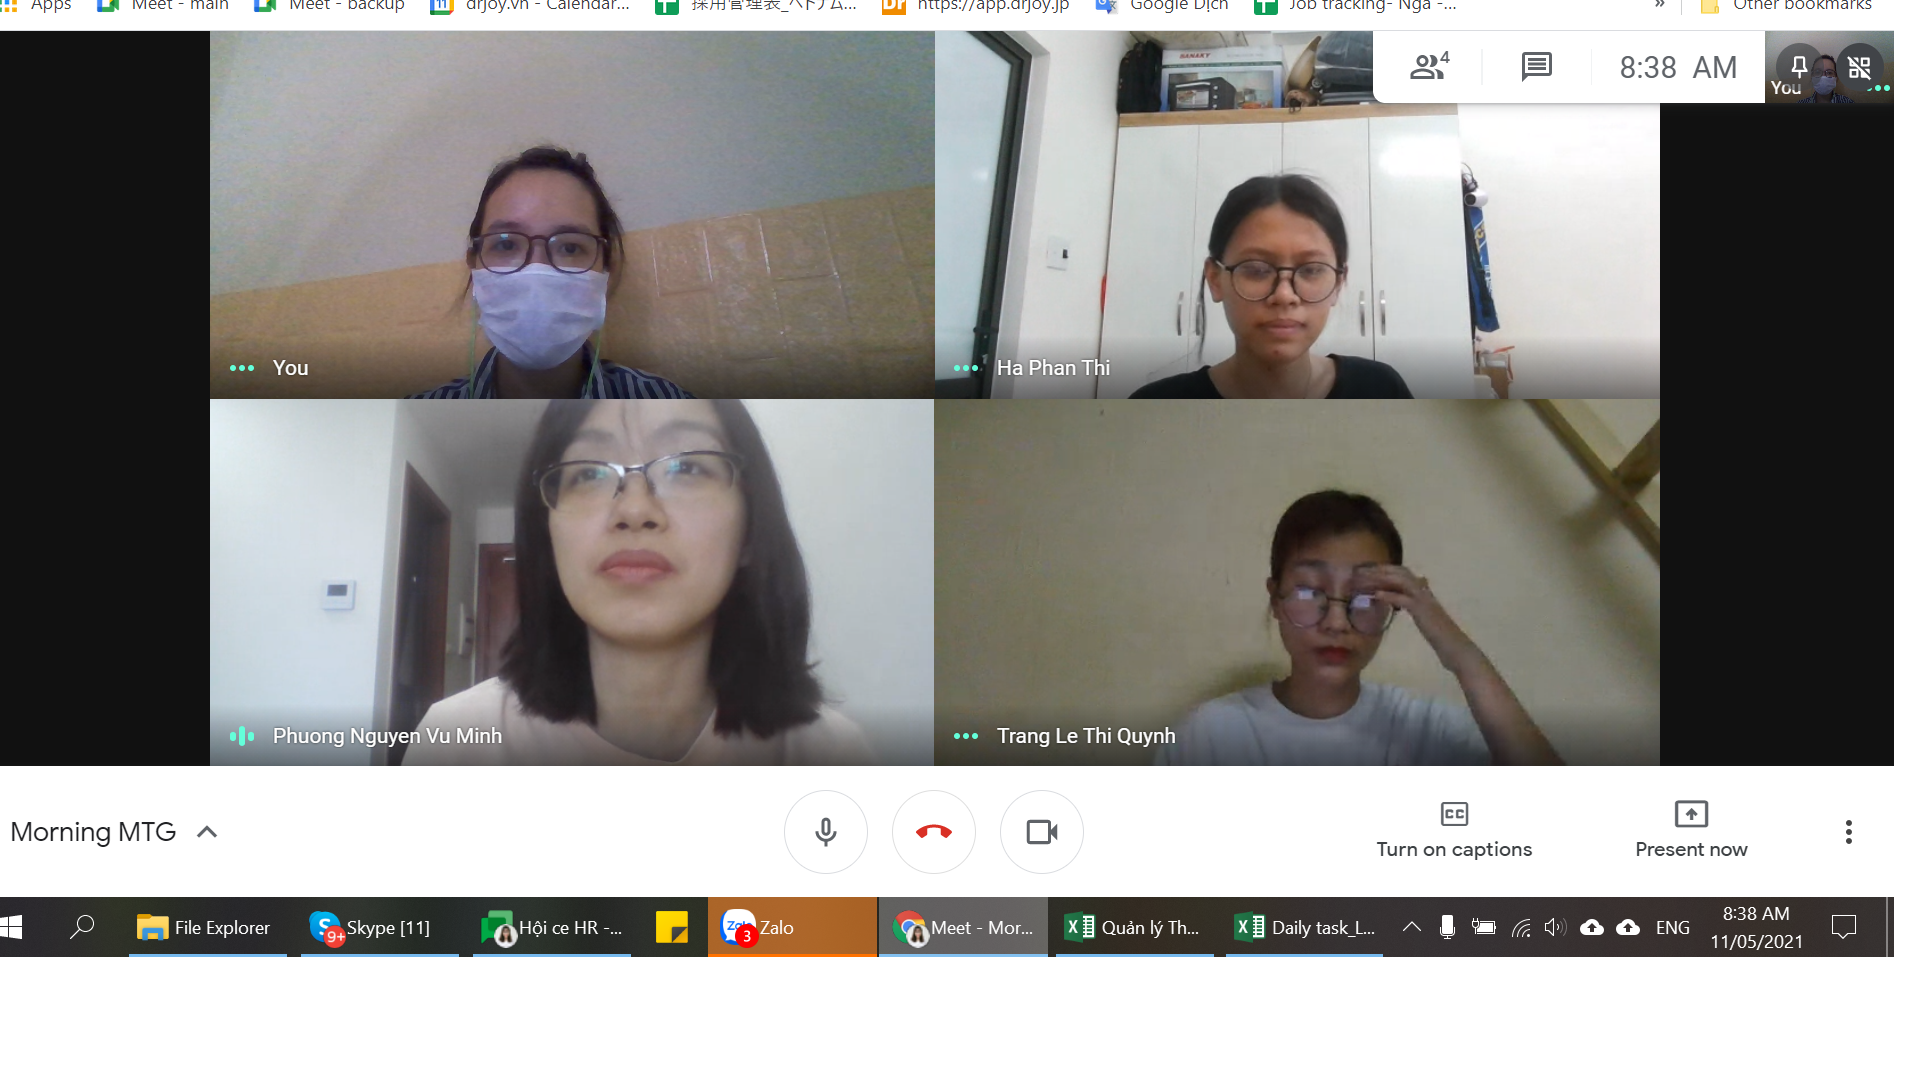 Apps Meet - main Meet - backup drjoy.vn - Calendar... 採用管理表_ベトナム... https://app.drjoy.jp Google Dịch Job tracking- Nga -... » Other bookmarks
4 8:38 AM
You
SANAKY
You
Ha Phan Thi
Phuong Nguyen Vu Minh
Trang Le Thi Quynh
Morning MTG
CC
Turn on captions
Present now
File Explorer
9+ Skype [11]
Hội ce HR -...
Zalo 3 Zalo
Meet - Mor...
Quản lý Th...
Daily task_L...
ENG
8:38 AM
11/05/2021